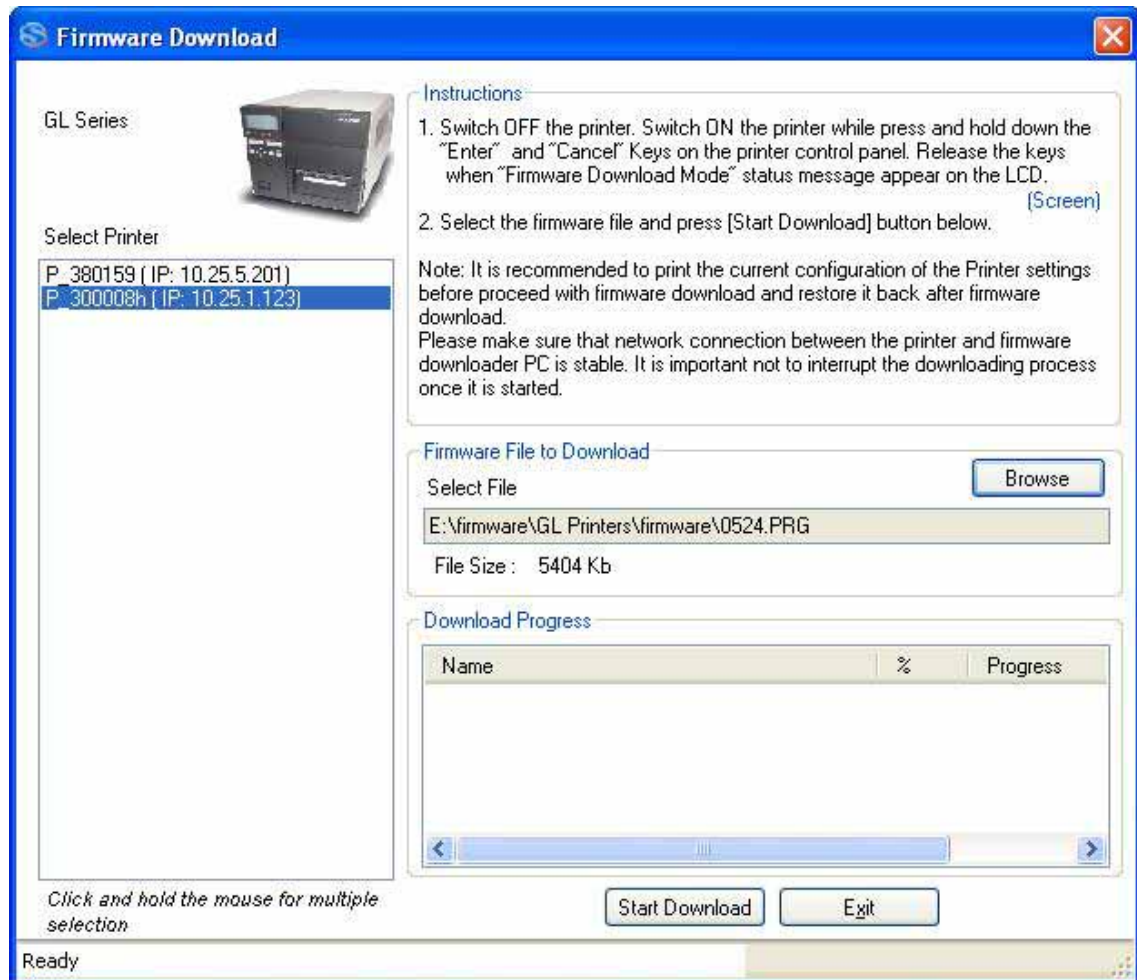 Firmware Download
GL Series
Select Printer
P_380159 ( IP: 10.25.5.201)
P_300008h ( IP: 10.25.1.123)
Click and hold the mouse for multiple
selection
Instructions
1. Switch OFF the printer. Switch ON the printer while press and hold down the
"Enter" and "Cancel" Keys on the printer control panel. Release the keys
when "Firmware Download Mode" status message appear on the LCD.
(Screen)
2. Select the firmware file and press [Start Download] button below.
Note: It is recommended to print the current configuration of the Printer settings
before proceed with firmware download and restore it back after firmware
download.
Please make sure that network connection between the printer and firmware
downloader PC is stable. It is important not to interrupt the downloading process
once it is started.
Firmware File to Download
Select File
Browse
E:\firmware\GL Printers\firmware\0524.PRG
File Size : 5404 Kb
Download Progress
Name % Progress
Start Download Exit
Ready